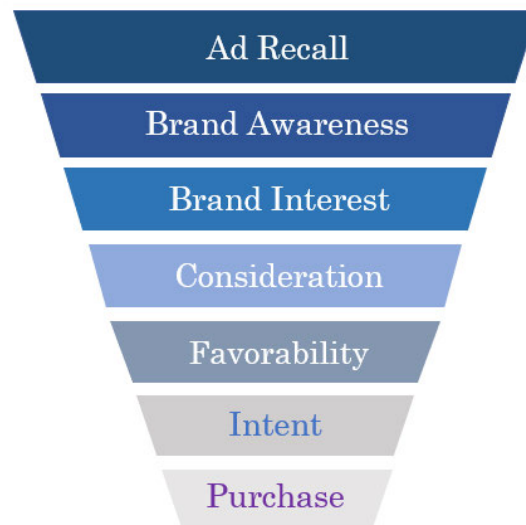 Ad Recall
Brand Awareness
Brand Interest
Consideration
Favorability
Intent
Purchase